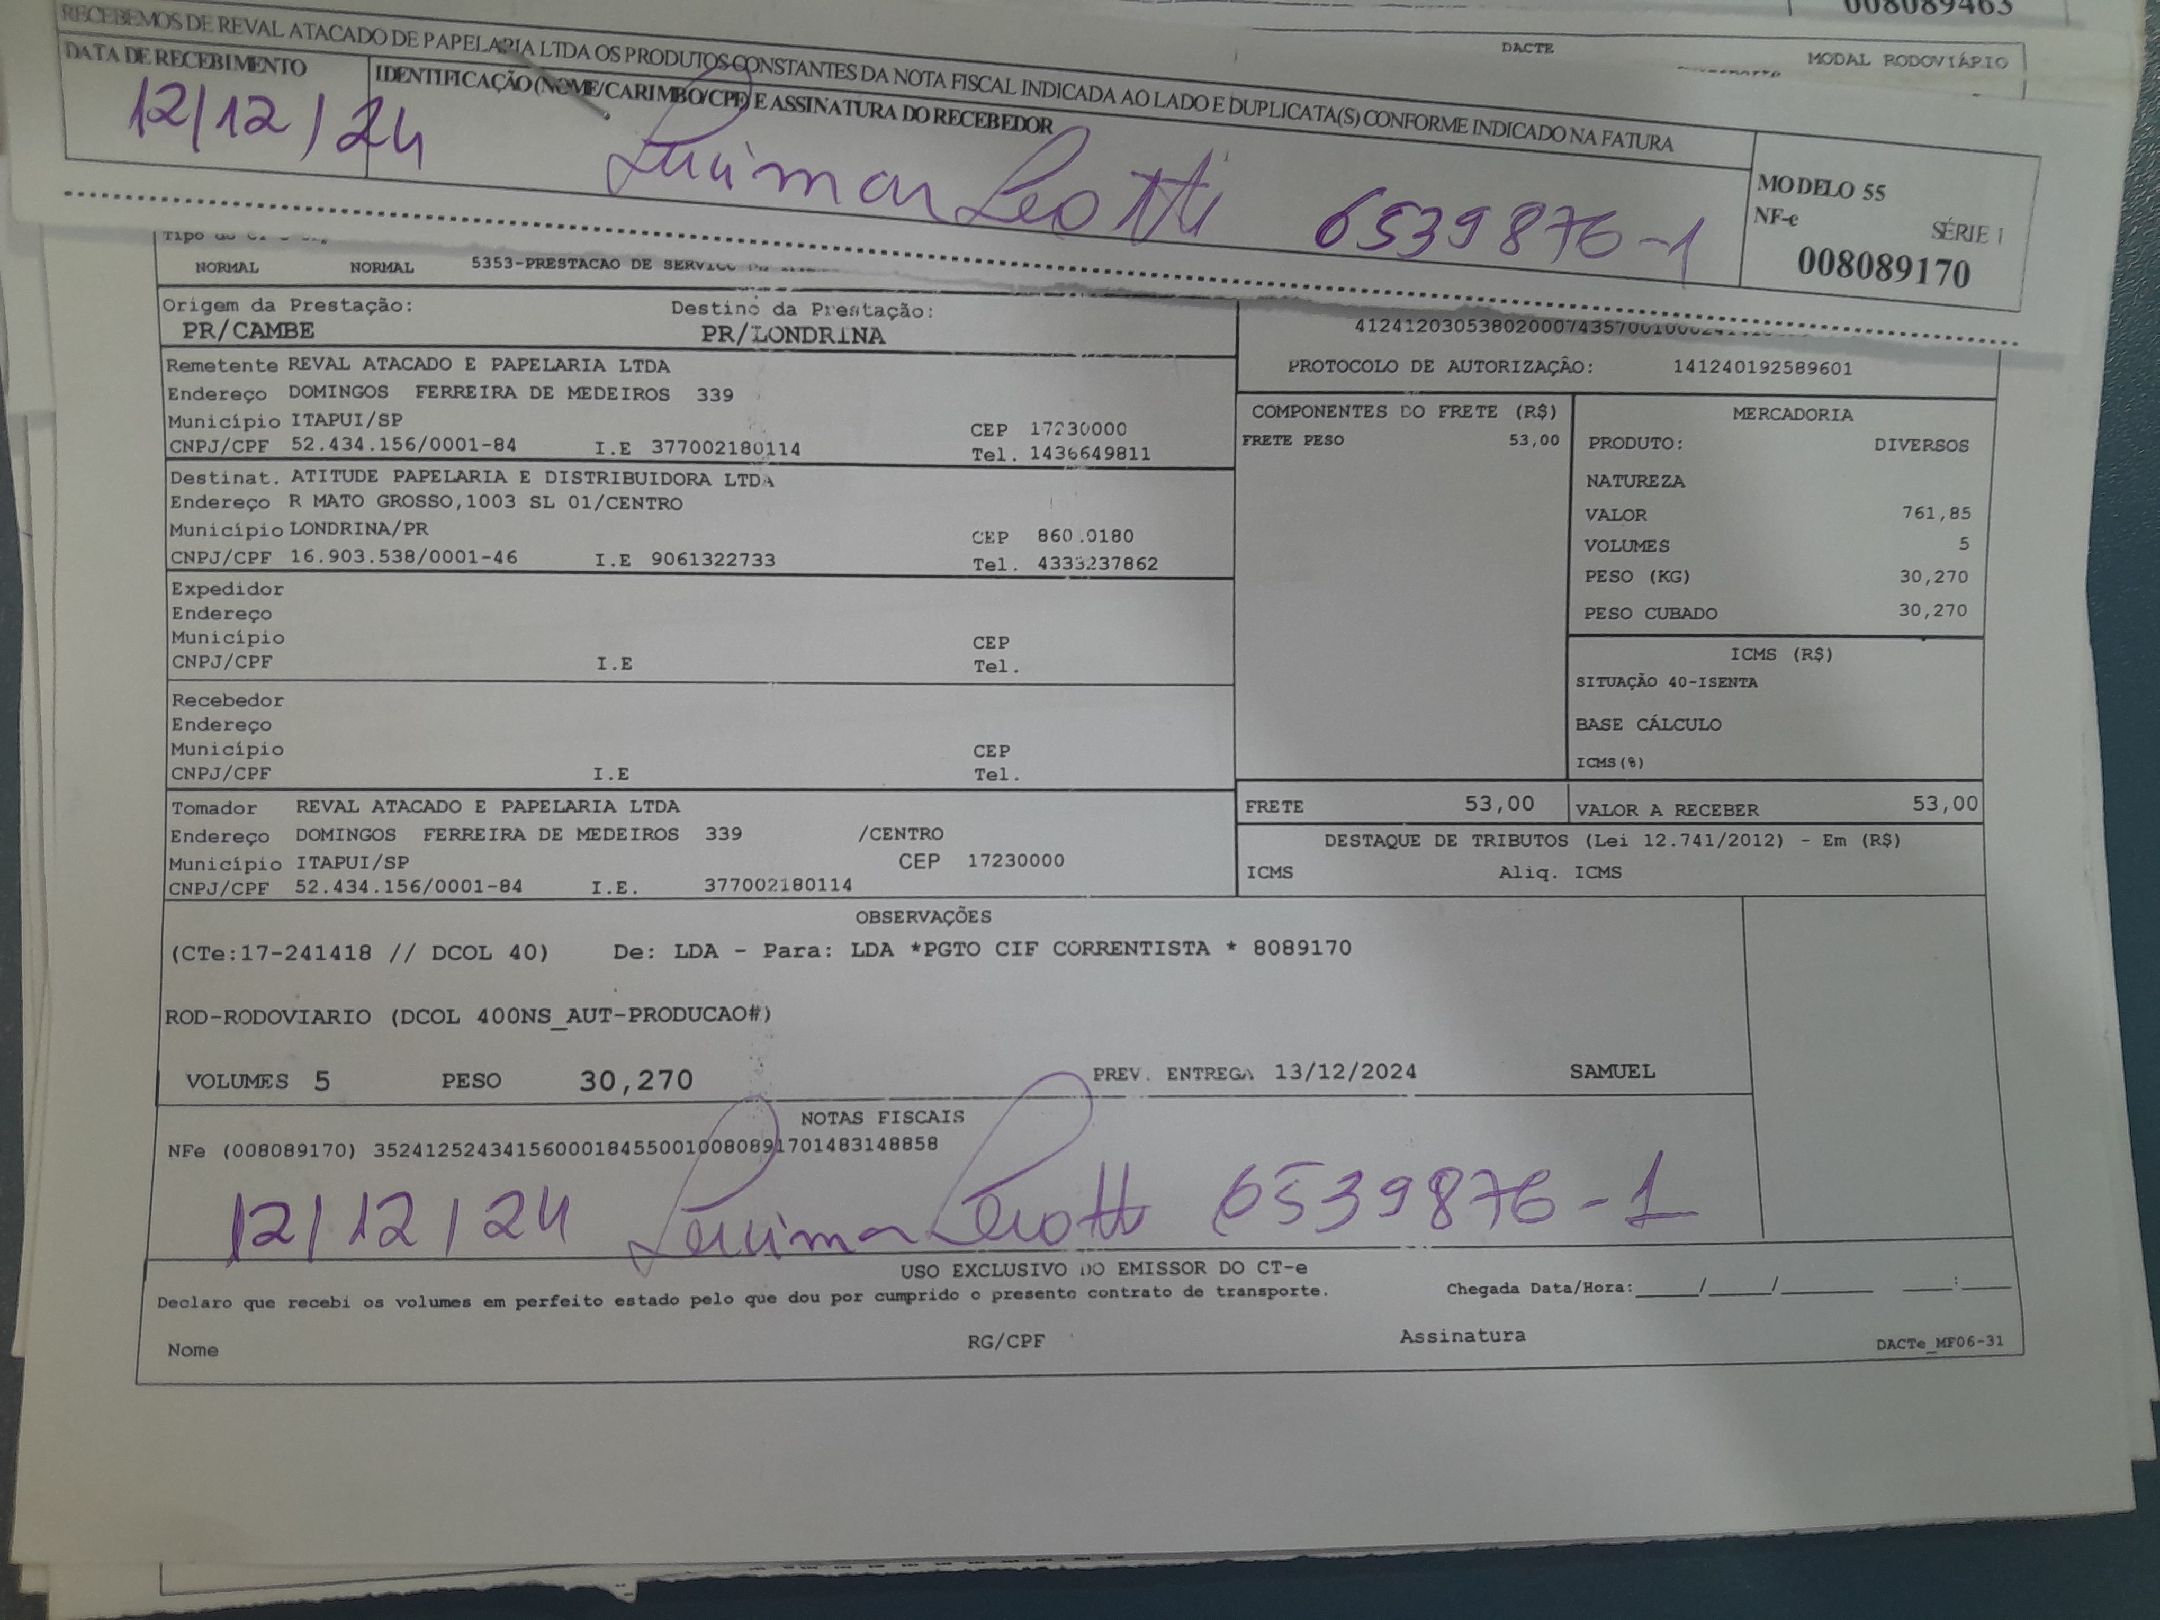 008089463
DACTE
MODAL RODOVIÁRIO
RECEBEMOS DE REVAL ATACADO DE PAPELARIA LTDA OS PRODUTOS CONSTANTES DA NOTA FISCAL INDICADA AO LADO E DUPLICATA(S) CONFORME INDICADO NA FATURA
DATA DE RECEBIMENTO
IDENTIFICAÇÃO (NOME/CARIMBO/CPF) E ASSINATURA DO RECEBEDOR
12/12/24
Leotti 6539876-1
MODELO 55
NF-e SÉRIE 1
008089170
NORMAL NORMAL 5353-PRESTACAO DE SERVICO
Origem da Prestação: Destino da Prestação:
PR/CAMBE PR/LONDRINA
PROTOCOLO DE AUTORIZAÇÃO: 141240192589601
Remetente REVAL ATACADO E PAPELARIA LTDA
Endereço DOMINGOS FERREIRA DE MEDEIROS 339
Município ITAPUI/SP CEP 17230000
CNPJ/CPF 52.434.156/0001-84 I.E 377002180114 Tel. 1436649811
Destinat. ATITUDE PAPELARIA E DISTRIBUIDORA LTDA
Endereço R MATO GROSSO,1003 SL 01/CENTRO
Município LONDRINA/PR CEP
CNPJ/CPF 16.903.538/0001-46 I.E 9061322733 Tel. 4333237862
Expedidor
Endereço
Município CEP
CNPJ/CPF I.E Tel.
Recebedor
Endereço
Município CEP
CNPJ/CPF I.E Tel.
Tomador REVAL ATACADO E PAPELARIA LTDA
Endereço DOMINGOS FERREIRA DE MEDEIROS 339 /CENTRO
Município ITAPUI/SP CEP 17230000
CNPJ/CPF 52.434.156/0001-84 I.E. 377002180114
COMPONENTES DO FRETE (R$)
FRETE PESO 53,00
MERCADORIA
PRODUTO: DIVERSOS
NATUREZA
VALOR 761,85
VOLUMES 5
PESO (KG) 30,270
PESO CUBADO 30,270
ICMS (R$)
SITUAÇÃO 40-ISENTA
BASE CÁLCULO
ICMS(%)
FRETE 53,00 VALOR A RECEBER 53,00
DESTAQUE DE TRIBUTOS (Lei 12.741/2012) - Em (R$)
ICMS Aliq. ICMS
OBSERVAÇÕES
(CTe:17-241418 // DCOL 40) De: LDA - Para: LDA *PGTO CIF CORRENTISTA * 8089170
ROD-RODOVIARIO (DCOL 400NS_AUT-PRODUCAO#)
VOLUMES 5 PESO 30,270 PREV. ENTREGA 13/12/2024 SAMUEL
NOTAS FISCAIS
NFe (008089170) 35241252434156000184550010080891701483148858
12/12/24 Leotti 6539876-1
USO EXCLUSIVO DO EMISSOR DO CT-e
Declaro que recebi os volumes em perfeito estado pelo que dou por cumprido o presente contrato de transporte. Chegada Data/Hora:____/____/______ ___:___
Nome RG/CPF Assinatura DACTe_MF06-31